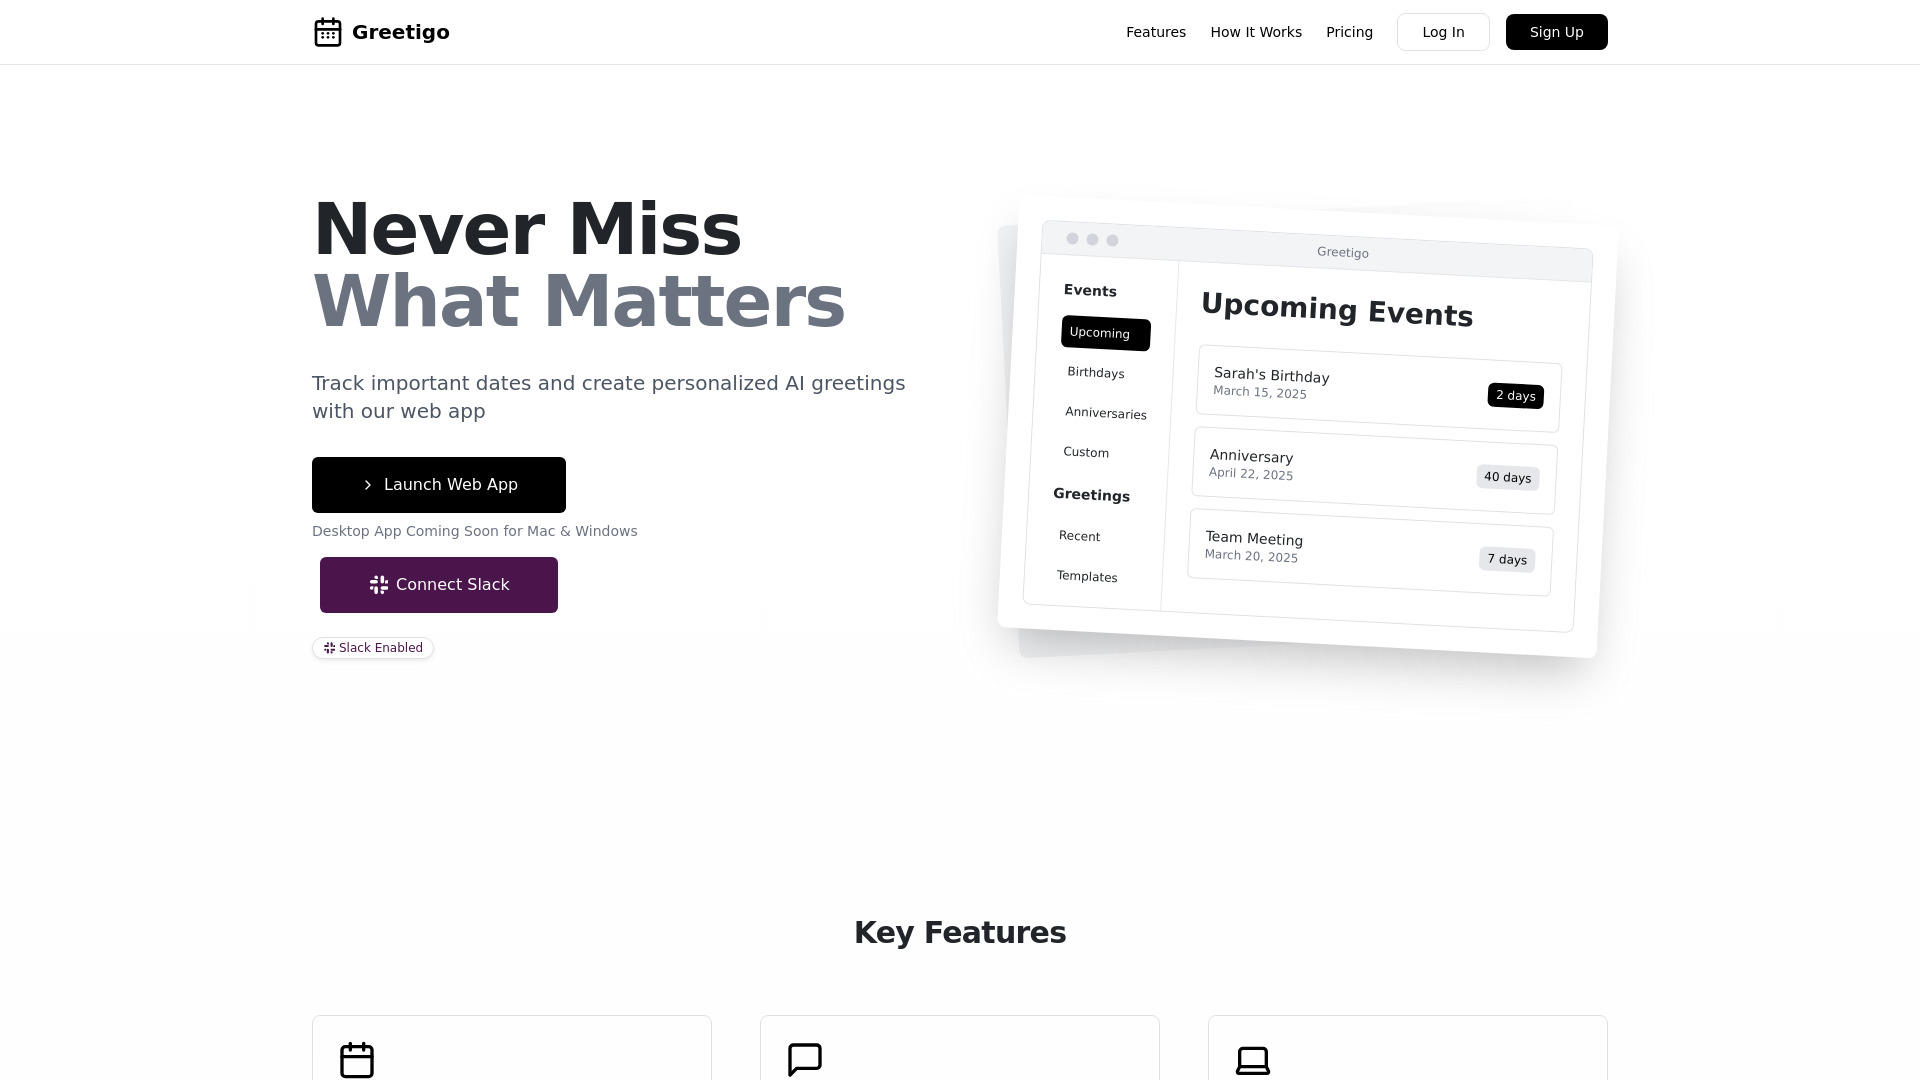 Greetigo
Features
How It Works
Pricing
Log In
Sign Up
Never Miss
What Matters
Track important dates and create personalized AI greetings
with our web app
Launch Web App
Desktop App Coming Soon for Mac & Windows
Connect Slack
Slack Enabled
Greetigo
Events
Upcoming
Birthdays
Anniversaries
Custom
Greetings
Recent
Templates
Upcoming Events
Sarah's Birthday
March 15, 2025
2 days
Anniversary
April 22, 2025
40 days
Team Meeting
March 20, 2025
7 days
Key Features